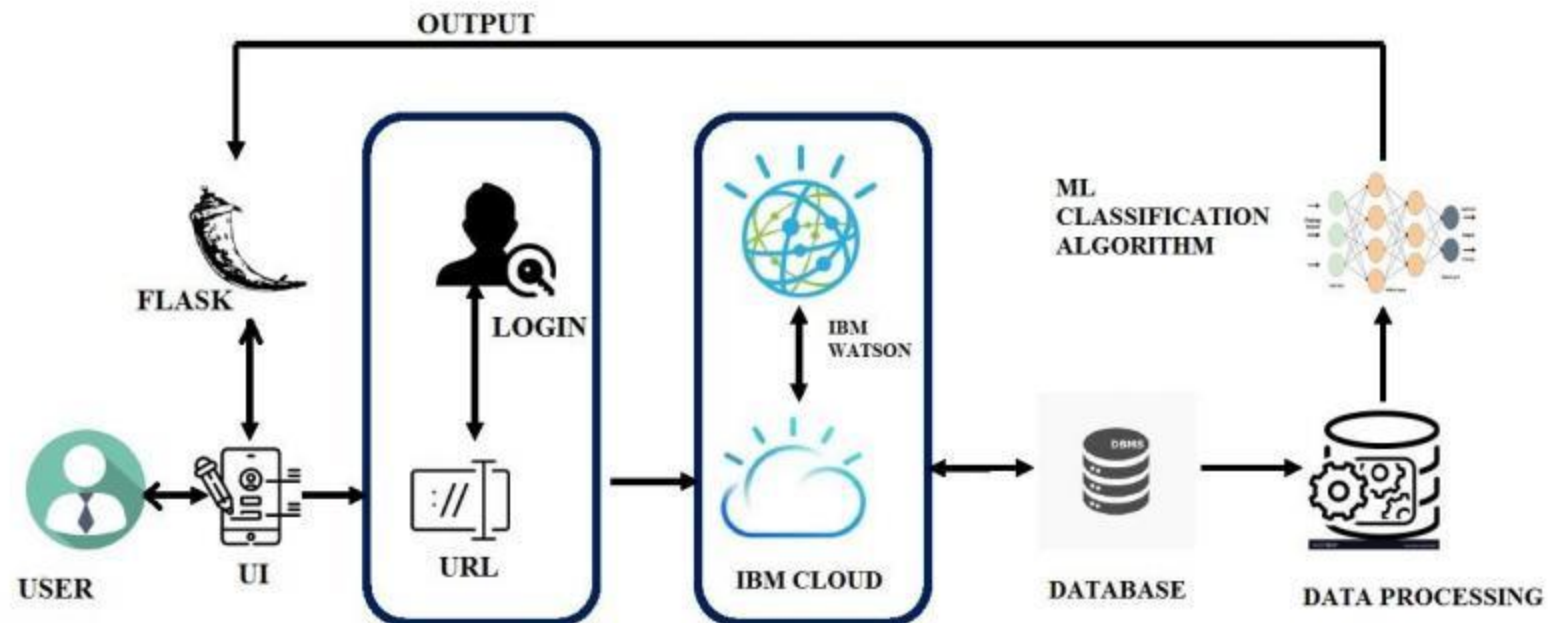 OUTPUT
FLASK
USER
UI
LOGIN
://
URL
IBM
WATSON
IBM CLOUD
DBMS
DATABASE
ML
CLASSIFICATION
ALGORITHM
DATA PROCESSING